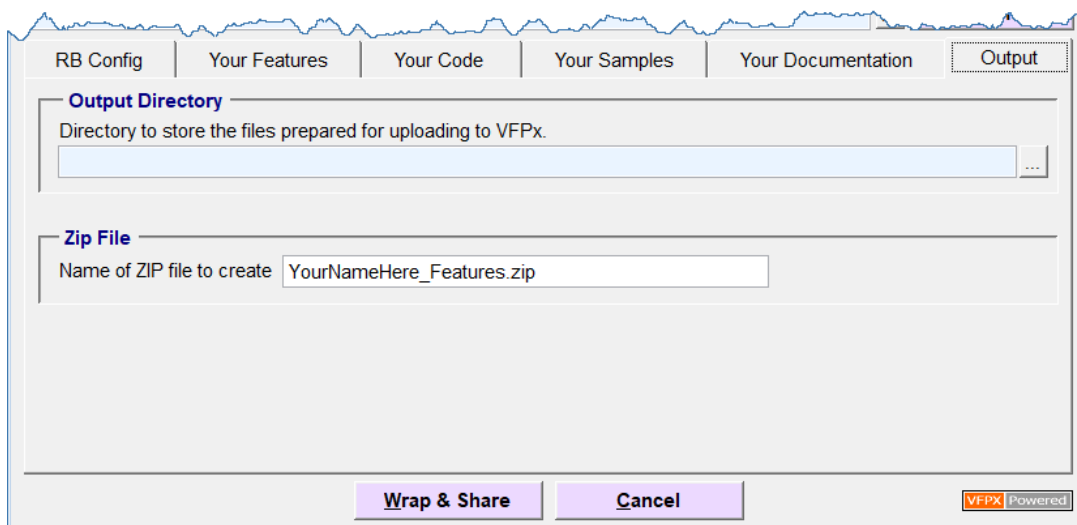 RB Config
Your Features
Your Code
Your Samples
Your Documentation
Output
Output Directory
Directory to store the files prepared for uploading to VFPx.
...
Zip File
Name of ZIP file to create
YourNameHere_Features.zip
Wrap & Share
Cancel
VFPX Powered